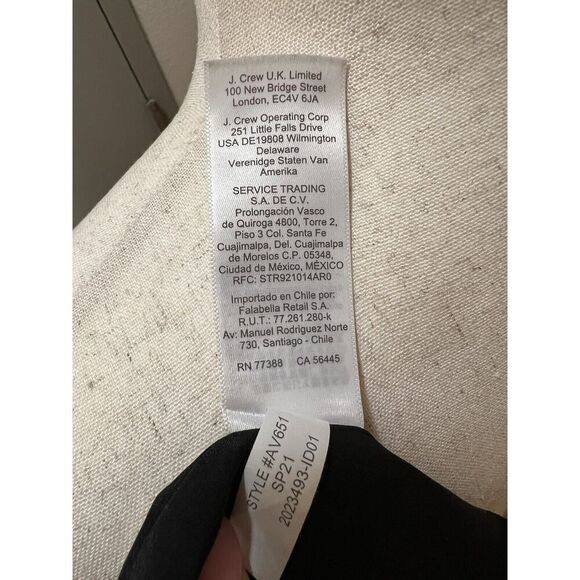 J. Crew U.K. Limited
100 New Bridge Street
London, EC4V 6JA
J. Crew Operating Corp
251 Little Falls Drive
USA DE19808 Wilmington
Delaware
Verenidge Staten Van
Amerika
SERVICE TRADING
S.A. DE C.V.
Prolongación Vasco
de Quiroga 4800, Torre 2,
Piso 3 Col. Santa Fe
Cuajimalpa, Del. Cuajimalpa
de Morelos C.P. 05348,
Ciudad de México, MÉXICO
RFC: STR921014AR0
Importado en Chile por:
Falabella Retail S.A.
R.U.T.: 77.261.280-k
Av: Manuel Rodriguez Norte
730, Santiago - Chile
RN 77388 CA 56445
STYLE #AV651
SP21
2023493-ID01